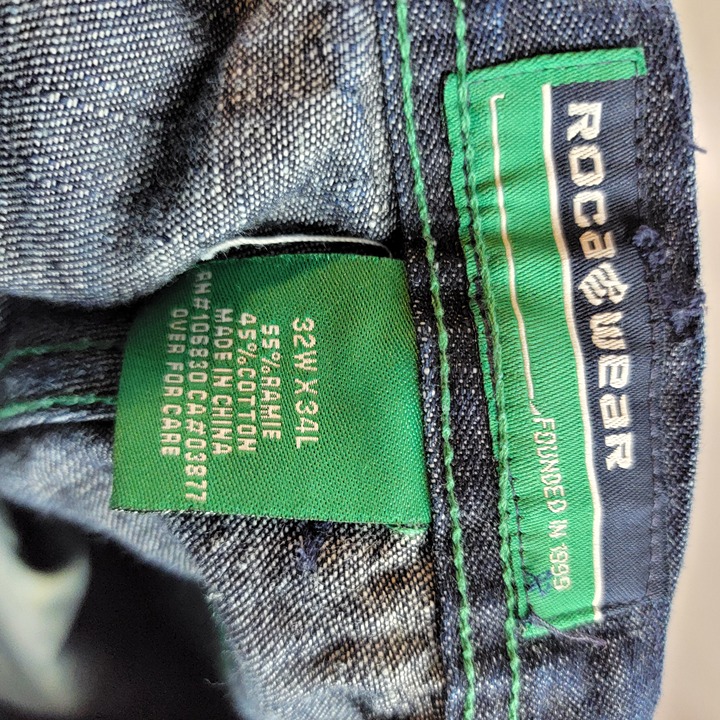 ROCAWEAR
FOUNDED IN 1999
32W X 34L
55% RAMIE
45% COTTON
MADE IN CHINA
RN#106830 CA#03877
OVER FOR CARE